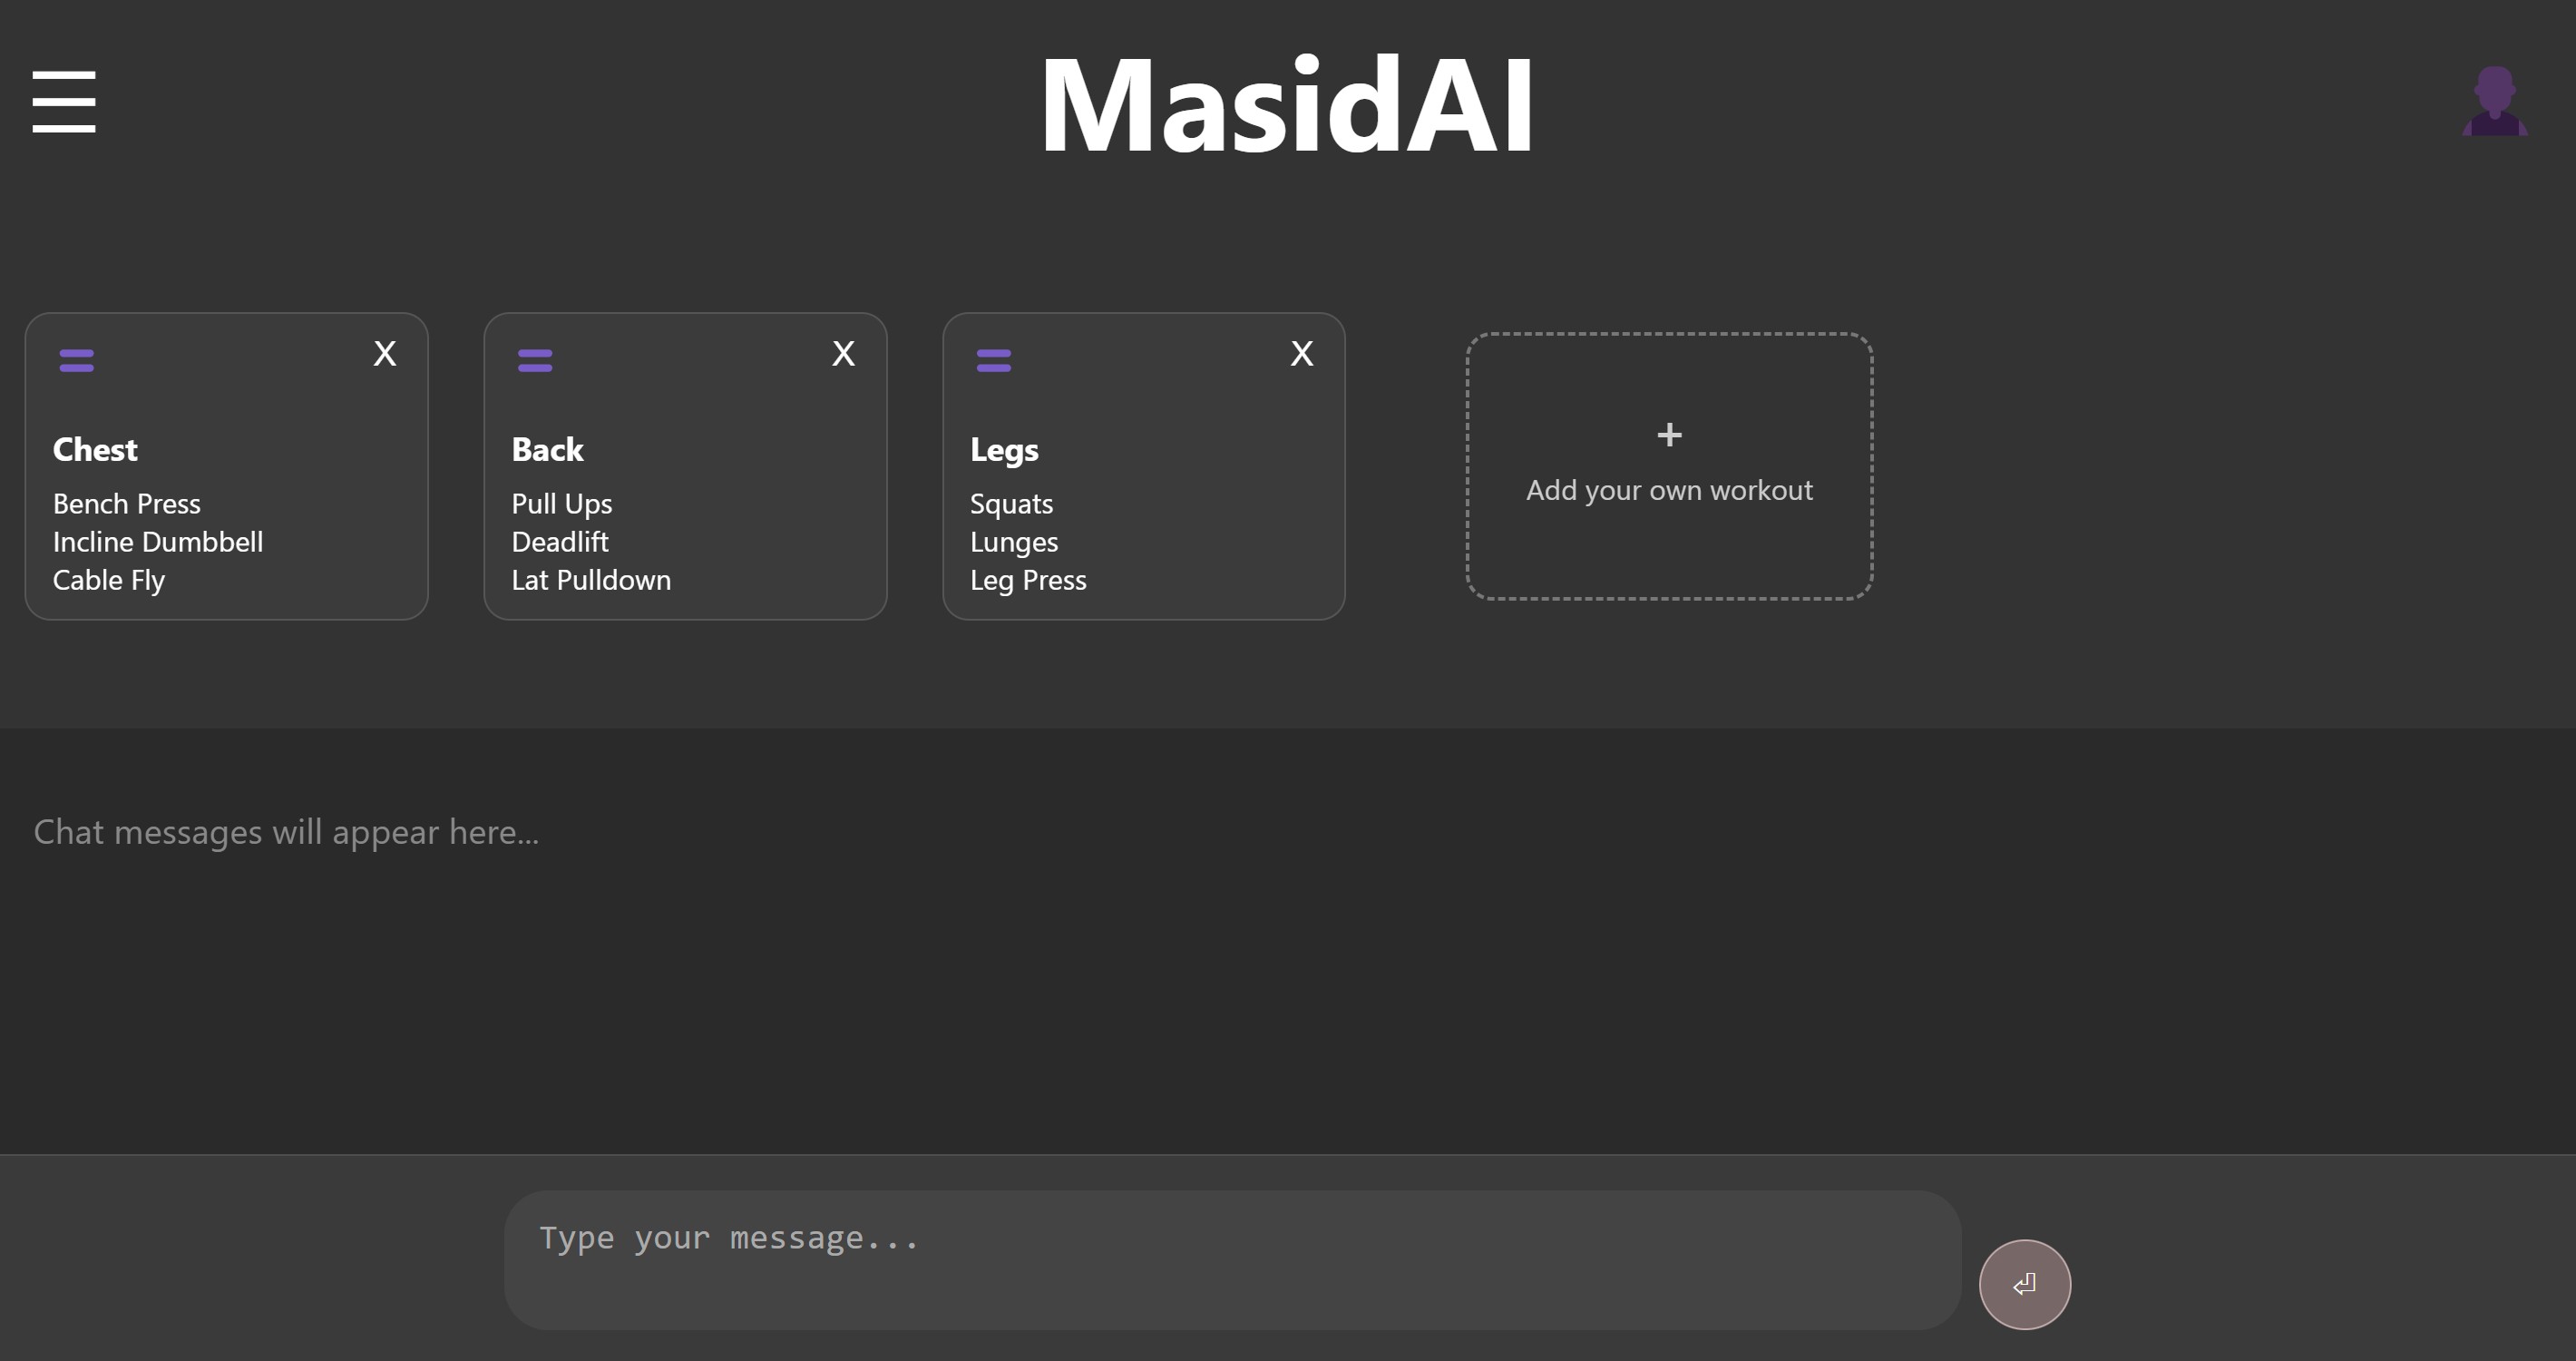 MasidAI
X
Chest
Bench Press
Incline Dumbbell
Cable Fly
X
Back
Pull Ups
Deadlift
Lat Pulldown
X
Legs
Squats
Lunges
Leg Press
+
Add your own workout
Chat messages will appear here...
Type your message...